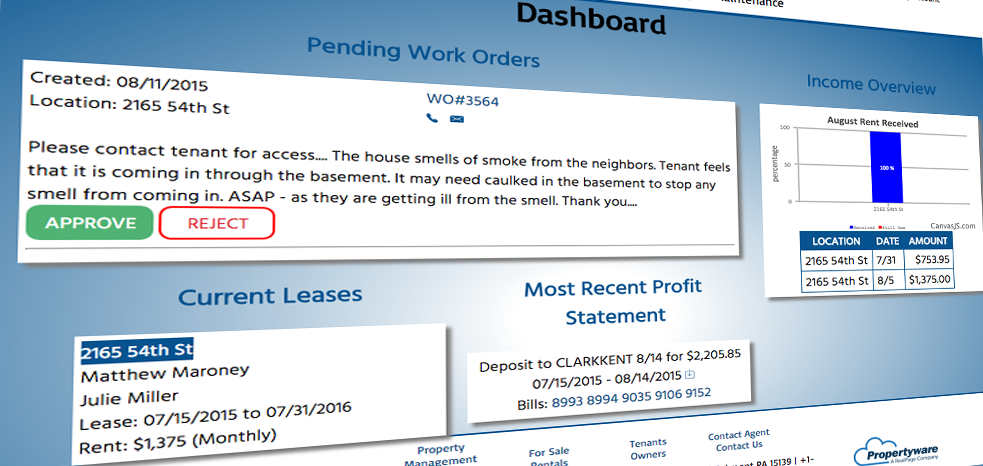 Dashboard
Pending Work Orders
Created: 08/11/2015
Location: 2165 54th St
WO#3564
Please contact tenant for access.... The house smells of smoke from the neighbors. Tenant feels
that it is coming in through the basement. It may need caulked in the basement to stop any
smell from coming in. ASAP - as they are getting ill from the smell. Thank you....
APPROVE
REJECT
Income Overview
August Rent Received
percentage
100
50
0
100 %
2165 54th St
CanvasJS.com
LOCATION DATE AMOUNT
2165 54th St 7/31 $753.95
2165 54th St 8/5 $1,375.00
Current Leases
2165 54th St
Matthew Maroney
Julie Miller
Lease: 07/15/2015 to 07/31/2016
Rent: $1,375 (Monthly)
Most Recent Profit
Statement
Deposit to CLARKKENT 8/14 for $2,205.85
07/15/2015 - 08/14/2015
Bills: 8993 8994 9035 9106 9152
Property
Management
For Sale
Rentals
Tenants
Owners
Contact Agent
Contact Us
PA 15139 | +1-
Propertyware
A RealPage Company